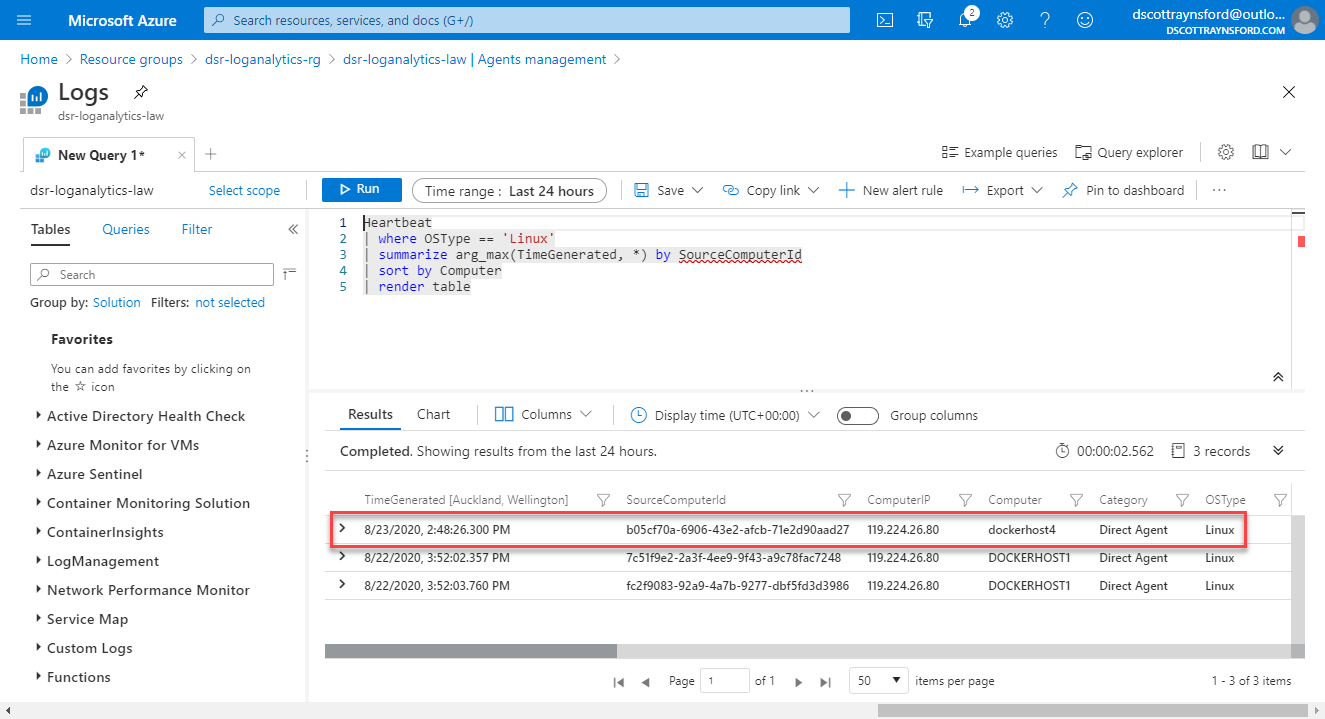 Microsoft Azure
Search resources, services, and docs (G+/)
2
dscottraynsford@outlo...
DSCOTTRAYNSFORD.COM
Home > Resource groups > dsr-loganalytics-rg > dsr-loganalytics-law | Agents management >
Logs
dsr-loganalytics-law
New Query 1*
Example queries
Query explorer
dsr-loganalytics-law
Select scope
Run
Time range : Last 24 hours
Save
Copy link
New alert rule
Export
Pin to dashboard
Tables
Queries
Filter
Search
Group by: Solution Filters: not selected
Favorites
You can add favorites by clicking on
the ☆ icon
Active Directory Health Check
Azure Monitor for VMs
Azure Sentinel
Container Monitoring Solution
ContainerInsights
LogManagement
Network Performance Monitor
Service Map
Custom Logs
Functions
1 Heartbeat
2 | where OSType == 'Linux'
3 | summarize arg_max(TimeGenerated, *) by SourceComputerId
4 | sort by Computer
5 | render table
Results
Chart
Columns
Display time (UTC+00:00)
Group columns
Completed. Showing results from the last 24 hours.
00:00:02.562
3 records
TimeGenerated [Auckland, Wellington] SourceComputerId ComputerIP Computer Category OSType
8/23/2020, 2:48:26.300 PM b05cf70a-6906-43e2-afcb-71e2d90aad27 119.224.26.80 dockerhost4 Direct Agent Linux
8/22/2020, 3:52:02.357 PM 7c51f9e2-2a3f-4ee9-9f43-a9c78fac7248 119.224.26.80 DOCKERHOST1 Direct Agent Linux
8/22/2020, 3:52:03.760 PM fc2f9083-92a9-4a7b-9277-dbf5fd3d3986 119.224.26.80 DOCKERHOST1 Direct Agent Linux
Page 1 of 1
50 items per page
1 - 3 of 3 items